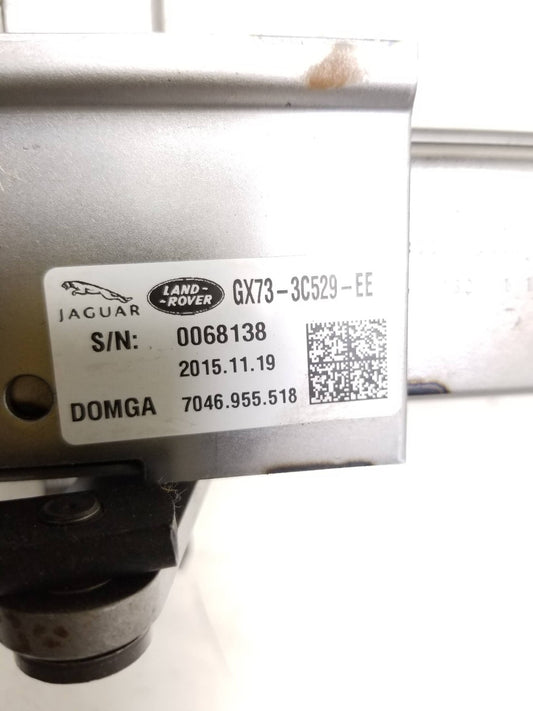 JAGUAR
LAND-
-ROVER
GX73-3C529-EE
S/N: 0068138
2015.11.19
DOMGA 7046.955.518